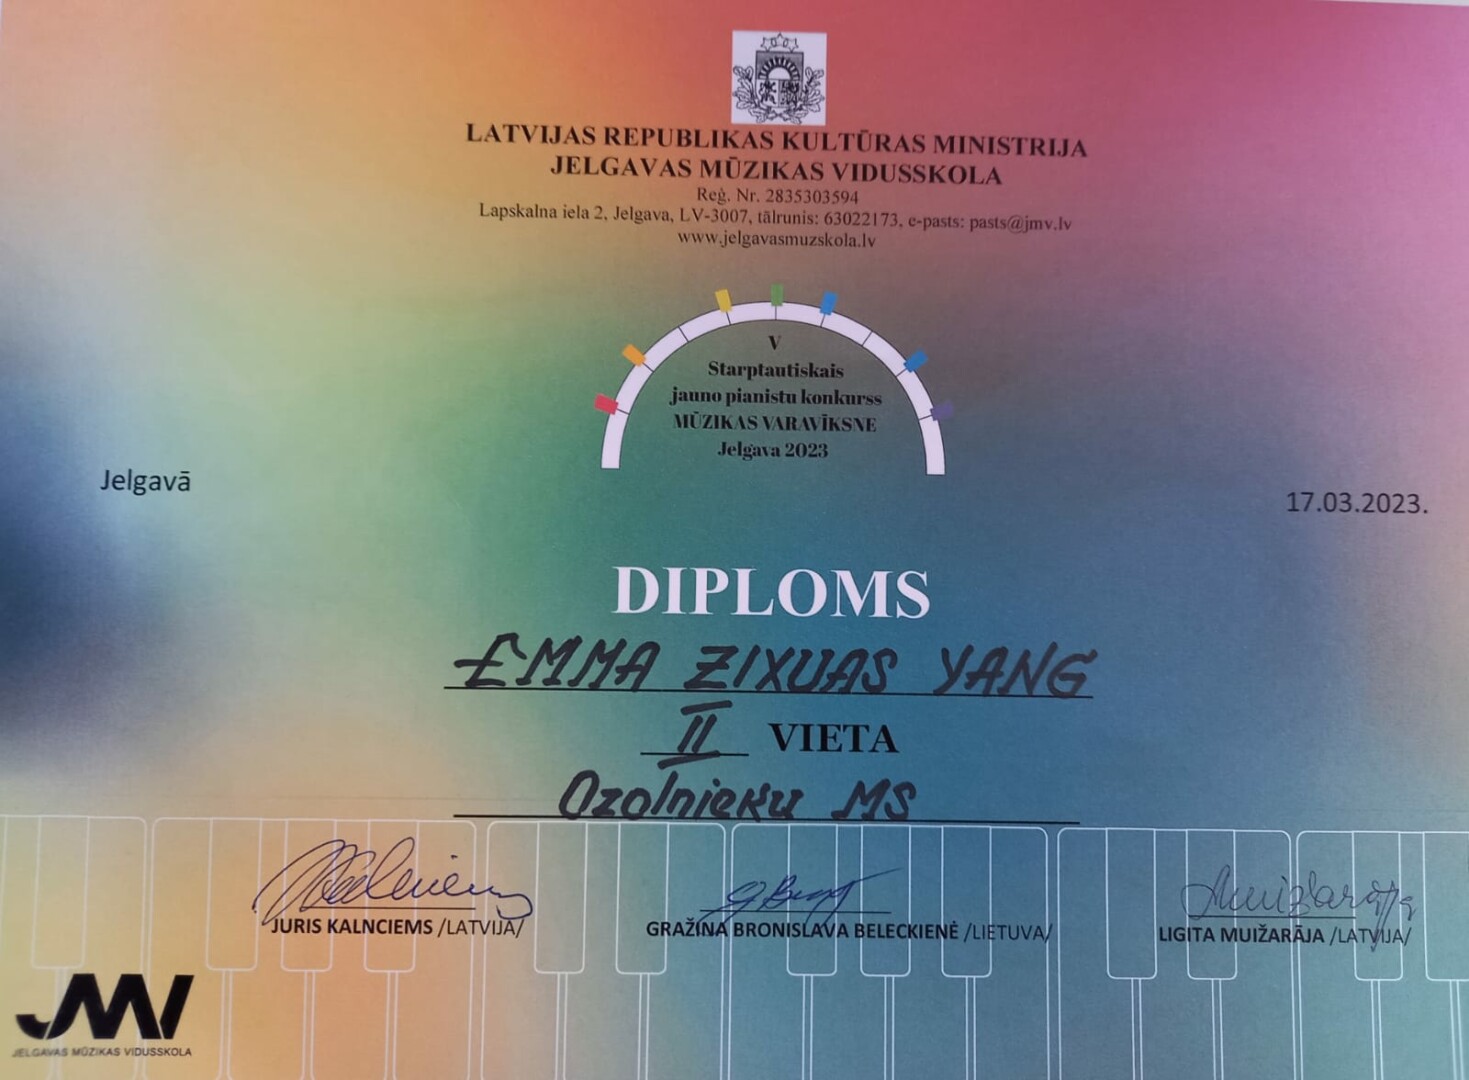 LATVIJAS REPUBLIKAS KULTŪRAS MINISTRIJA
JELGAVAS MŪZIKAS VIDUSSKOLA
Reģ. Nr. 2835303594
Lapskalna iela 2, Jelgava, LV-3007, tālrunis: 63022173, e-pasts: pasts@jmv.lv
www.jelgavasmuzskola.lv
V
Starptautiskais
jauno pianistu konkurss
MŪZIKAS VARAVĪKSNE
Jelgava 2023
Jelgavā
17.03.2023.
DIPLOMS
EMMA ZIXUAS YANG
II VIETA
Ozolnieku MS
JURIS KALNCIEMS /LATVIJA/
GRAŽINA BRONISLAVA BELECKIENĖ /LIETUVA/
LIGITA MUIŽARĀJA /LATVIJA/
JMV
JELGAVAS MŪZIKAS VIDUSSKOLA